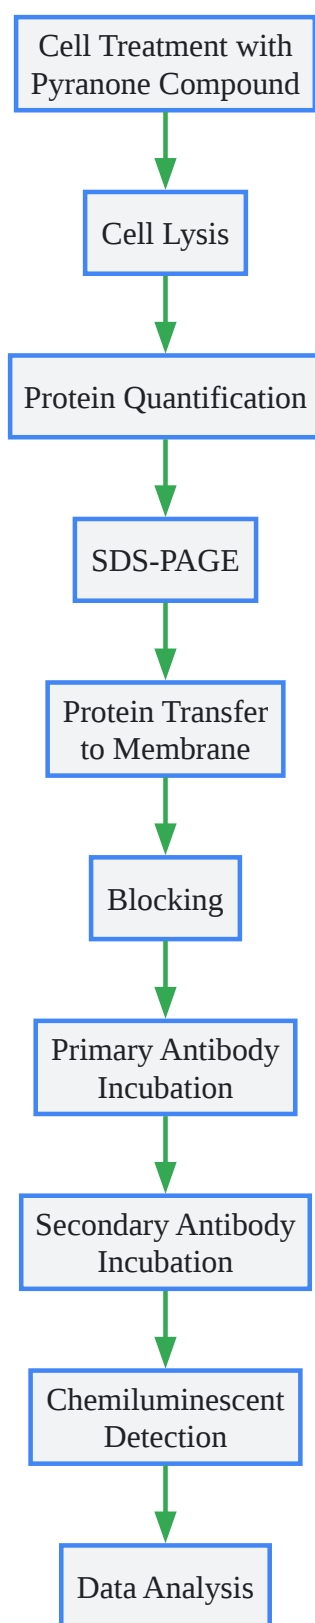 Cell Treatment with
Pyranone Compound
Cell Lysis
Protein Quantification
SDS-PAGE
Protein Transfer
to Membrane
Blocking
Primary Antibody
Incubation
Secondary Antibody
Incubation
Chemiluminescent
Detection
Data Analysis